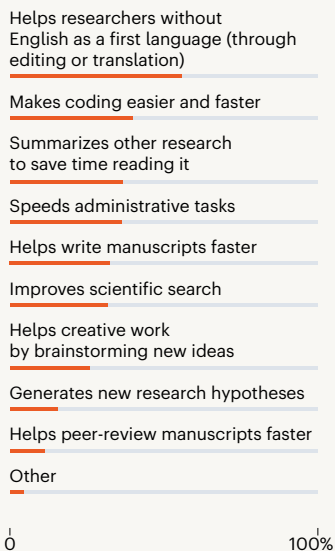 Helps researchers without
English as a first language (through
editing or translation)
Makes coding easier and faster
Summarizes other research
to save time reading it
Speeds administrative tasks
Helps write manuscripts faster
Improves scientific search
Helps creative work
by brainstorming new ideas
Generates new research hypotheses
Helps peer-review manuscripts faster
Other
0 100%